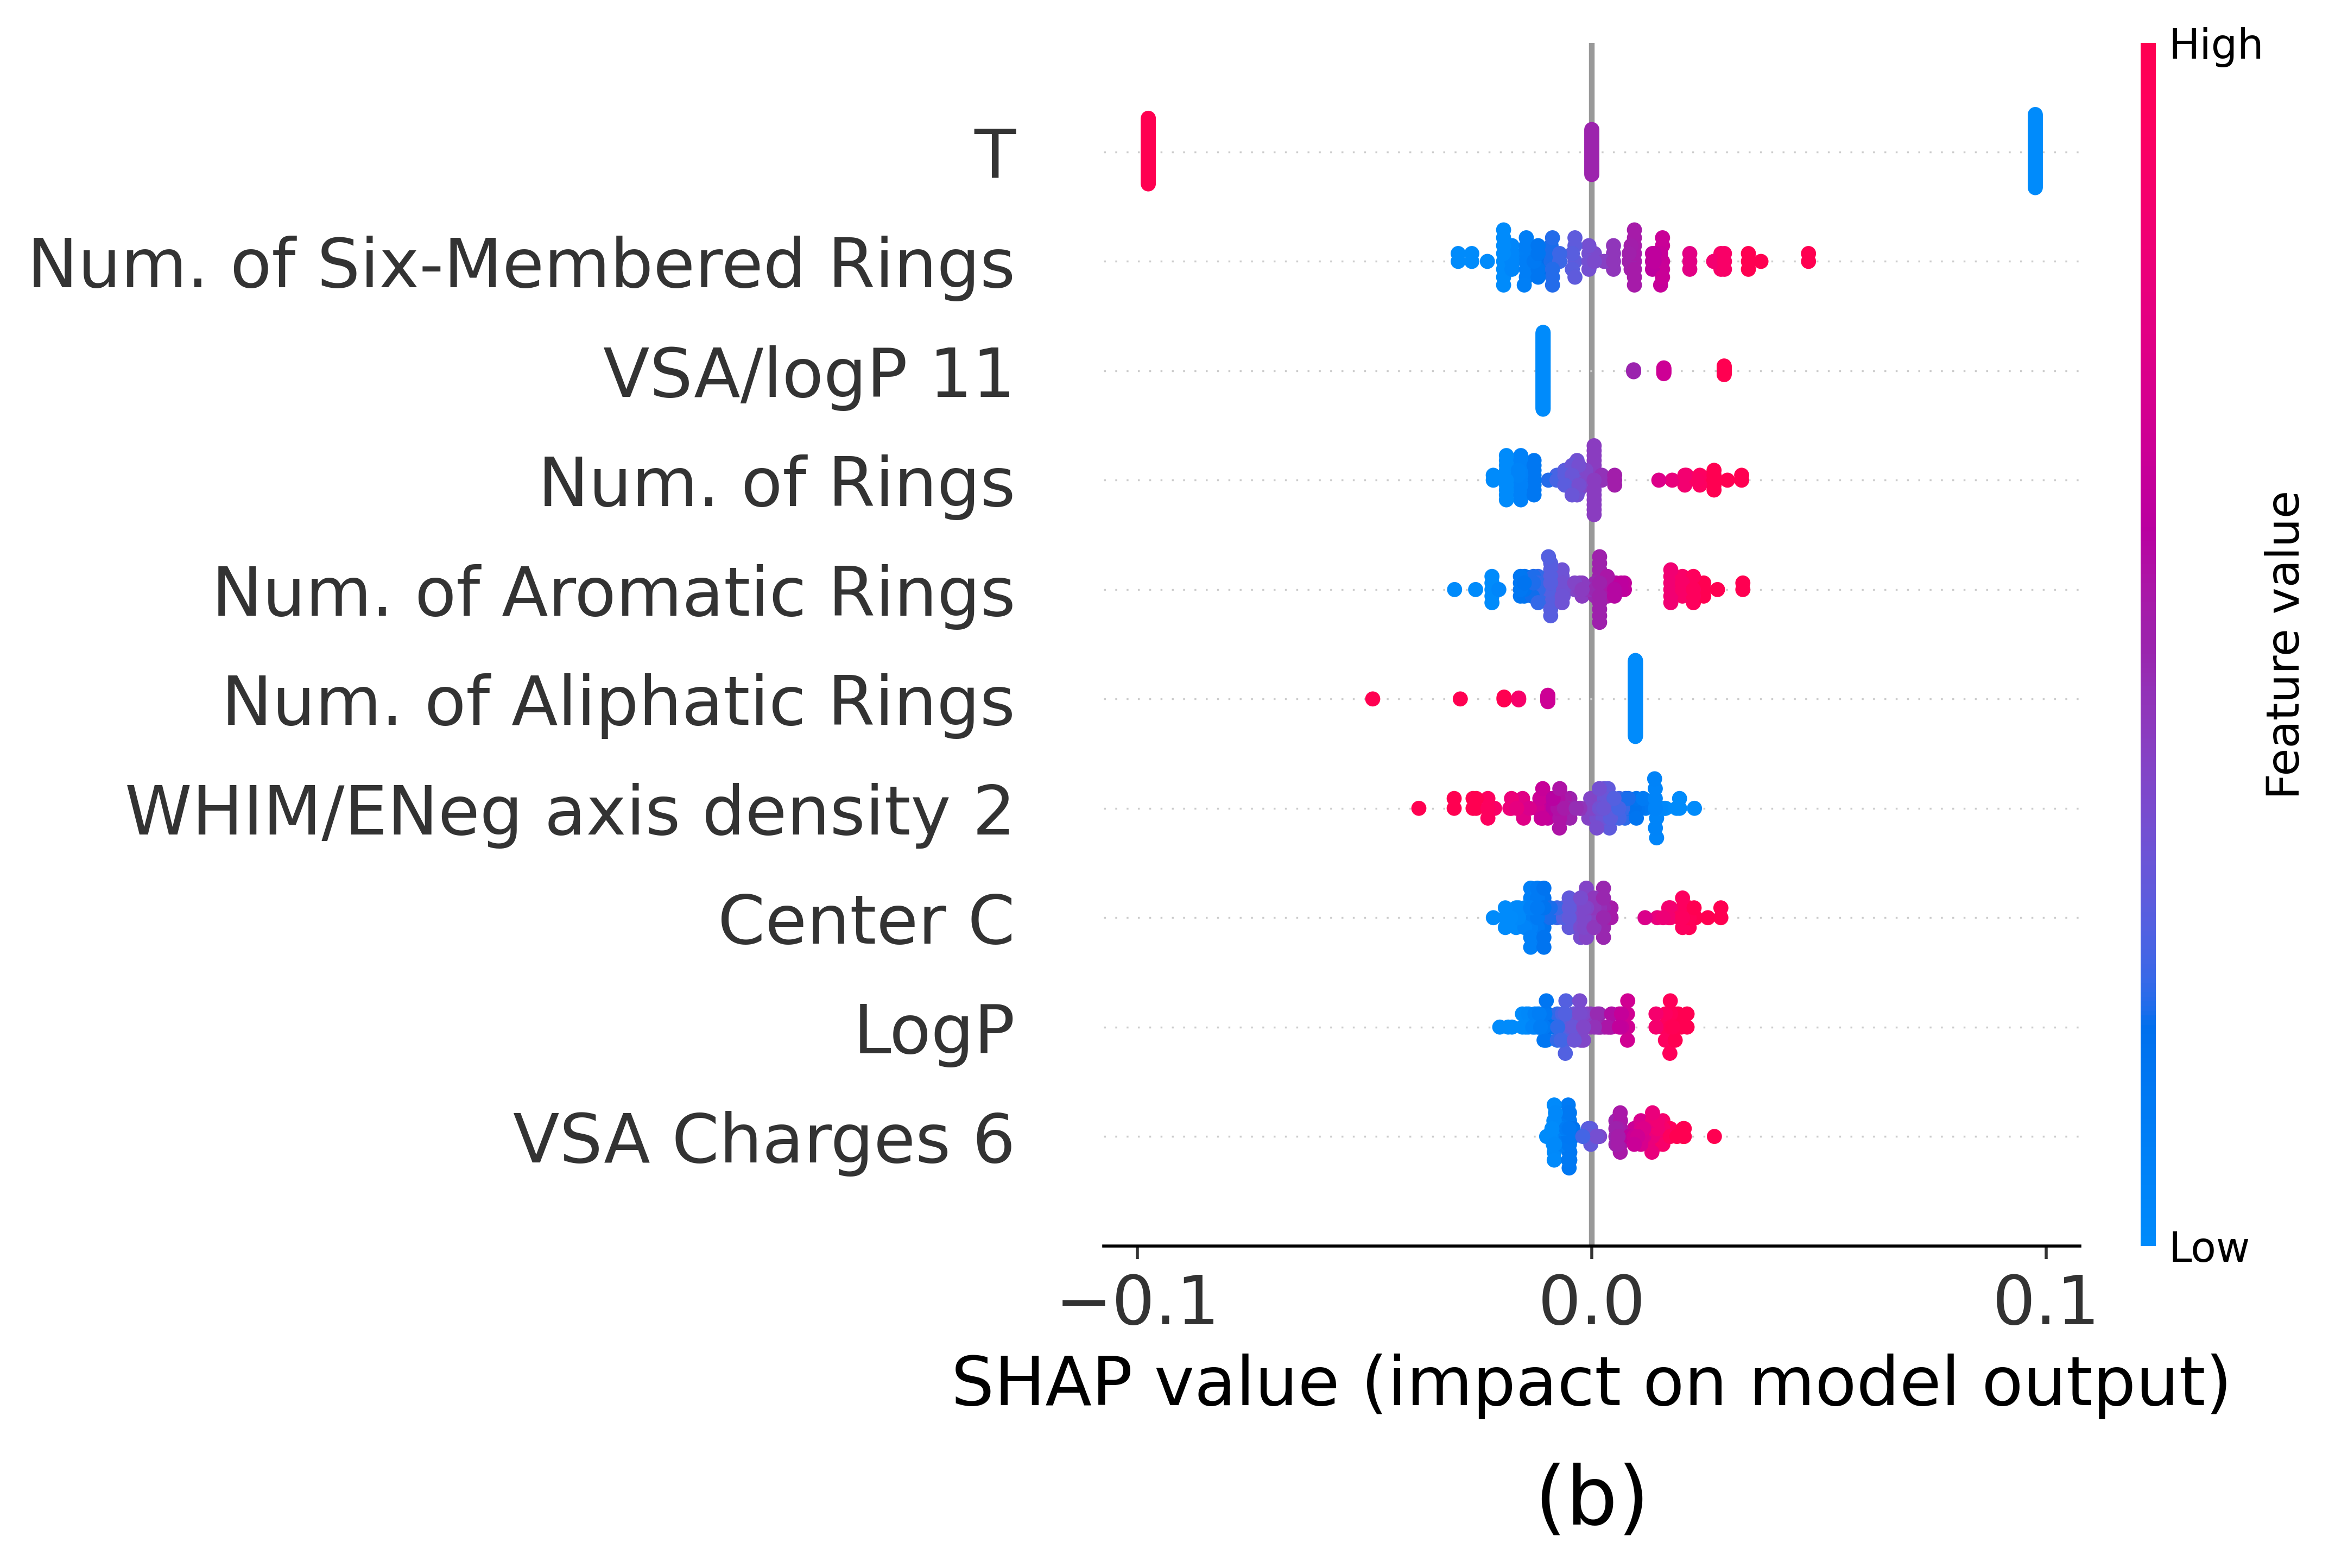 High
T
Num. of Six-Membered Rings
VSA/logP 11
Num. of Rings
Num. of Aromatic Rings
Num. of Aliphatic Rings
WHIM/ENeg axis density 2
Center C
LogP
VSA Charges 6
Feature value
Low
−0.1 0.0 0.1
SHAP value (impact on model output)
(b)